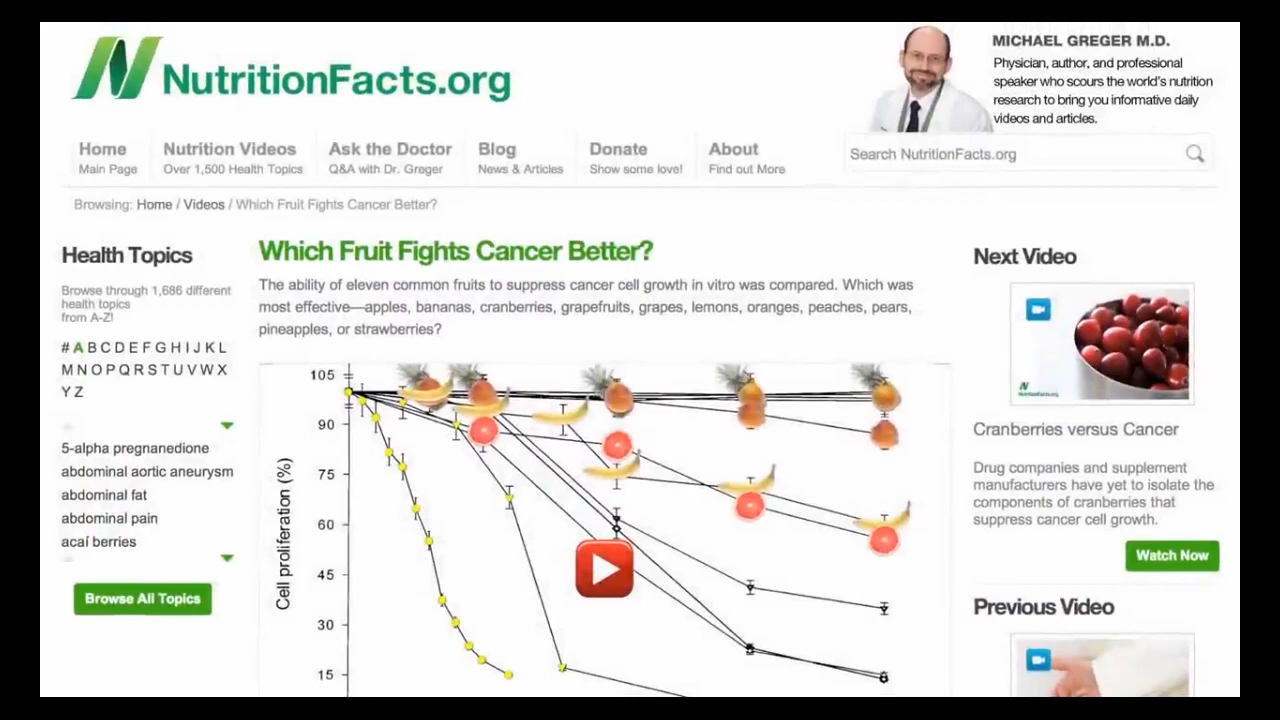 NutritionFacts.org
MICHAEL GREGER M.D.
Physician, author, and professional
speaker who scours the world's nutrition
research to bring you informative daily
videos and articles.
Home
Main Page
Nutrition Videos
Over 1,500 Health Topics
Ask the Doctor
Q&A with Dr. Greger
Blog
News & Articles
Donate
Show some love!
About
Find out More
Search NutritionFacts.org
Browsing: Home / Videos / Which Fruit Fights Cancer Better?
Health Topics
Browse through 1,686 different
health topics
from A-Z!
# A B C D E F G H I J K L
M N O P Q R S T U V W X
Y Z
5-alpha pregnanedione
abdominal aortic aneurysm
abdominal fat
abdominal pain
acaí berries
Browse All Topics
Which Fruit Fights Cancer Better?
The ability of eleven common fruits to suppress cancer cell growth in vitro was compared. Which was
most effective—apples, bananas, cranberries, grapefruits, grapes, lemons, oranges, peaches, pears,
pineapples, or strawberries?
Cell proliferation (%)
105
90
75
60
45
30
15
Next Video
NutritionFacts.org
Cranberries versus Cancer
Drug companies and supplement
manufacturers have yet to isolate the
components of cranberries that
suppress cancer cell growth.
Watch Now
Previous Video